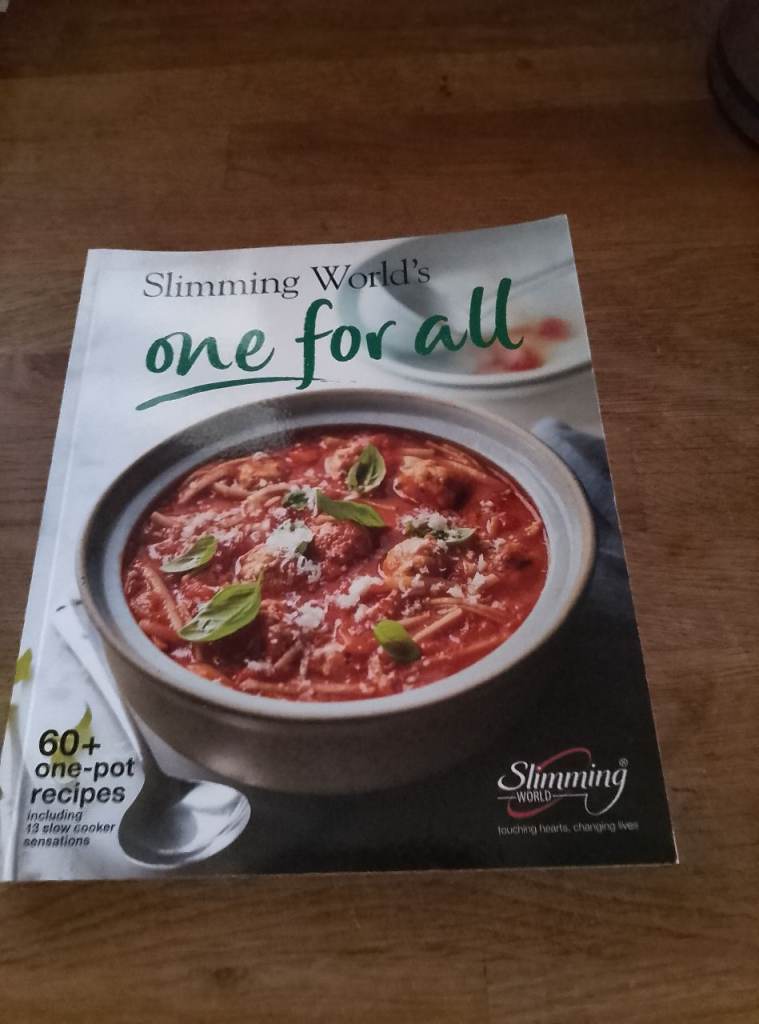 Slimming World's
one for all
60+
one-pot
recipes
including
13 slow cooker
sensations
Slimming®
WORLD
touching hearts, changing lives